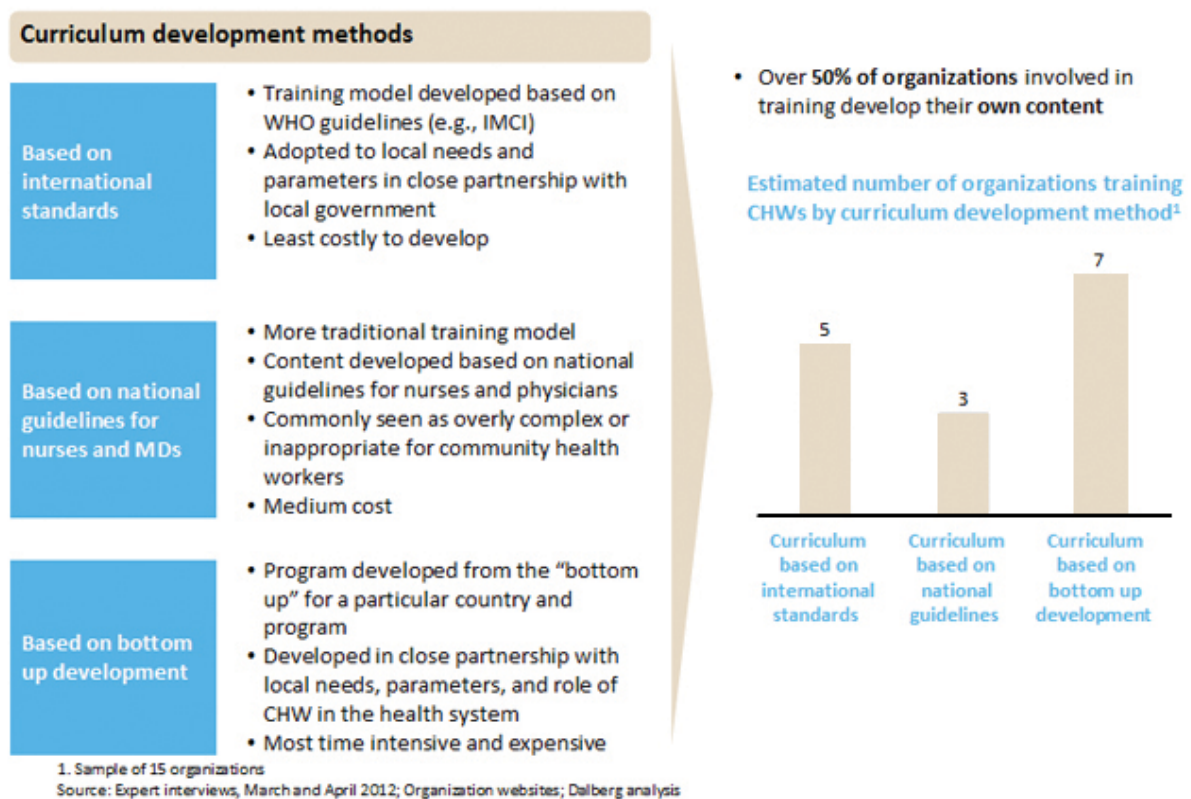 Curriculum development methods
Based on
international
standards
• Training model developed based on
WHO guidelines (e.g., IMCI)
• Adopted to local needs and
parameters in close partnership with
local government
• Least costly to develop
Based on national
guidelines for
nurses and MDs
• More traditional training model
• Content developed based on national
guidelines for nurses and physicians
• Commonly seen as overly complex or
inappropriate for community health
workers
• Medium cost
Based on bottom
up development
• Program developed from the “bottom
up” for a particular country and
program
• Developed in close partnership with
local needs, parameters, and role of
CHW in the health system
• Most time intensive and expensive
• Over 50% of organizations involved in
training develop their own content
Estimated number of organizations training
CHWs by curriculum development method¹
5
3
7
Curriculum
based on
international
standards
Curriculum
based on
national
guidelines
Curriculum
based on
bottom up
development
1. Sample of 15 organizations
Source: Expert interviews, March and April 2012; Organization websites; Dalberg analysis